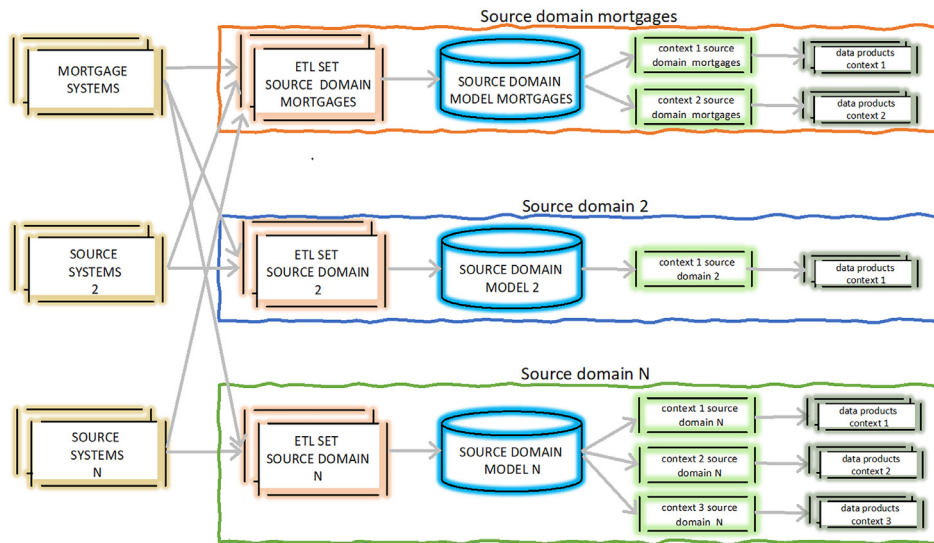 Source domain mortgages
MORTGAGE
SYSTEMS
ETL SET
SOURCE DOMAIN
MORTGAGES
SOURCE DOMAIN
MODEL MORTGAGES
context 1 source
domain mortgages
data products
context 1
context 2 source
domain mortgages
data products
context 2
Source domain 2
SOURCE
SYSTEMS
2
ETL SET
SOURCE DOMAIN
2
SOURCE DOMAIN
MODEL 2
context 1 source
domain 2
data products
context 1
Source domain N
SOURCE
SYSTEMS
N
ETL SET
SOURCE DOMAIN
N
SOURCE DOMAIN
MODEL N
context 1 source
domain N
data products
context 1
context 2 source
domain N
data products
context 2
context 3 source
domain N
data products
context 3